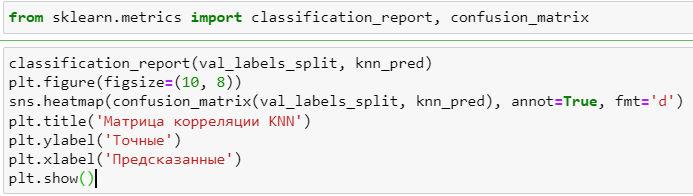 from sklearn.metrics import classification_report, confusion_matrix
classification_report(val_labels_split, knn_pred)
plt.figure(figsize=(10, 8))
sns.heatmap(confusion_matrix(val_labels_split, knn_pred), annot=True, fmt='d')
plt.title('Матрица корреляции KNN')
plt.ylabel('Точные')
plt.xlabel('Предсказанные')
plt.show()